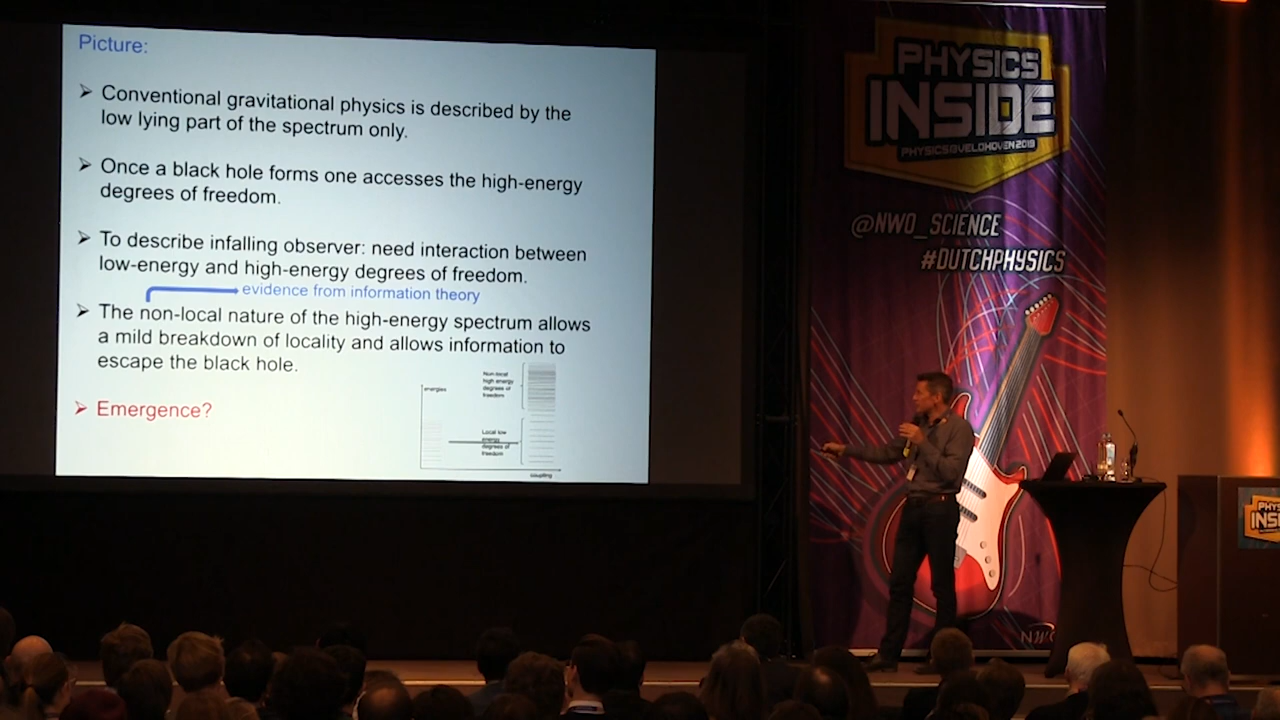 Picture:
Conventional gravitational physics is described by the
low lying part of the spectrum only.
Once a black hole forms one accesses the high-energy
degrees of freedom.
To describe infalling observer: need interaction between
low-energy and high-energy degrees of freedom.
evidence from information theory
The non-local nature of the high-energy spectrum allows
a mild breakdown of locality and allows information to
escape the black hole.
Emergence?
energies
Non-local
high energy
degrees of
freedom
Local low
energy
degrees of
freedom
coupling
PHYSICS
INSIDE
PHYSICS@VELDHOVEN 2019
@NWO_SCIENCE
#DUTCHPHYSICS
NWO
PHYS
INS